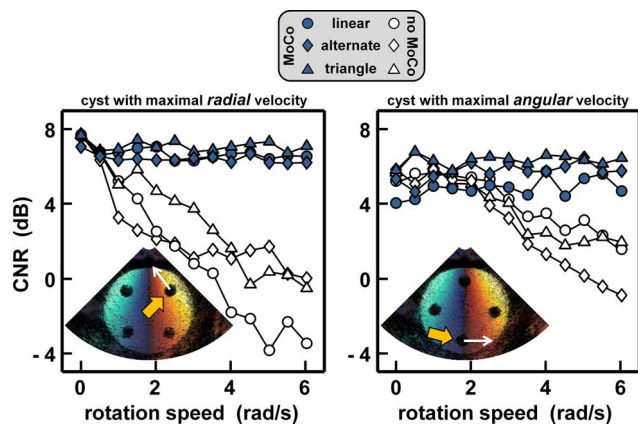 MoCo linear no MoCo
alternate
triangle
cyst with maximal radial velocity
cyst with maximal angular velocity
CNR (dB)
8
4
0
- 4
0 2 4 6
rotation speed (rad/s)
8
4
0
- 4
0 2 4 6
rotation speed (rad/s)